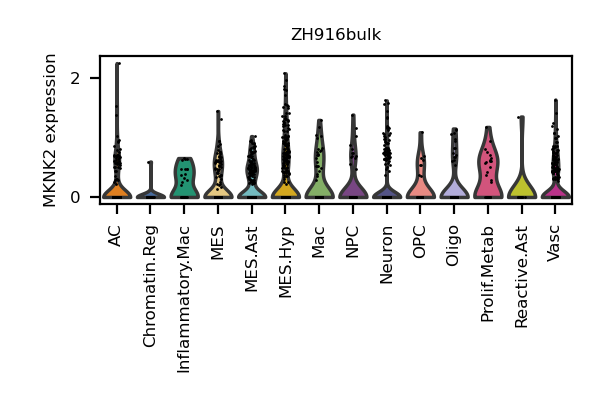 ZH916bulk
MKNK2 expression
2
0
AC
Chromatin.Reg
Inflammatory.Mac
MES
MES.Ast
MES.Hyp
Mac
NPC
Neuron
OPC
Oligo
Prolif.Metab
Reactive.Ast
Vasc